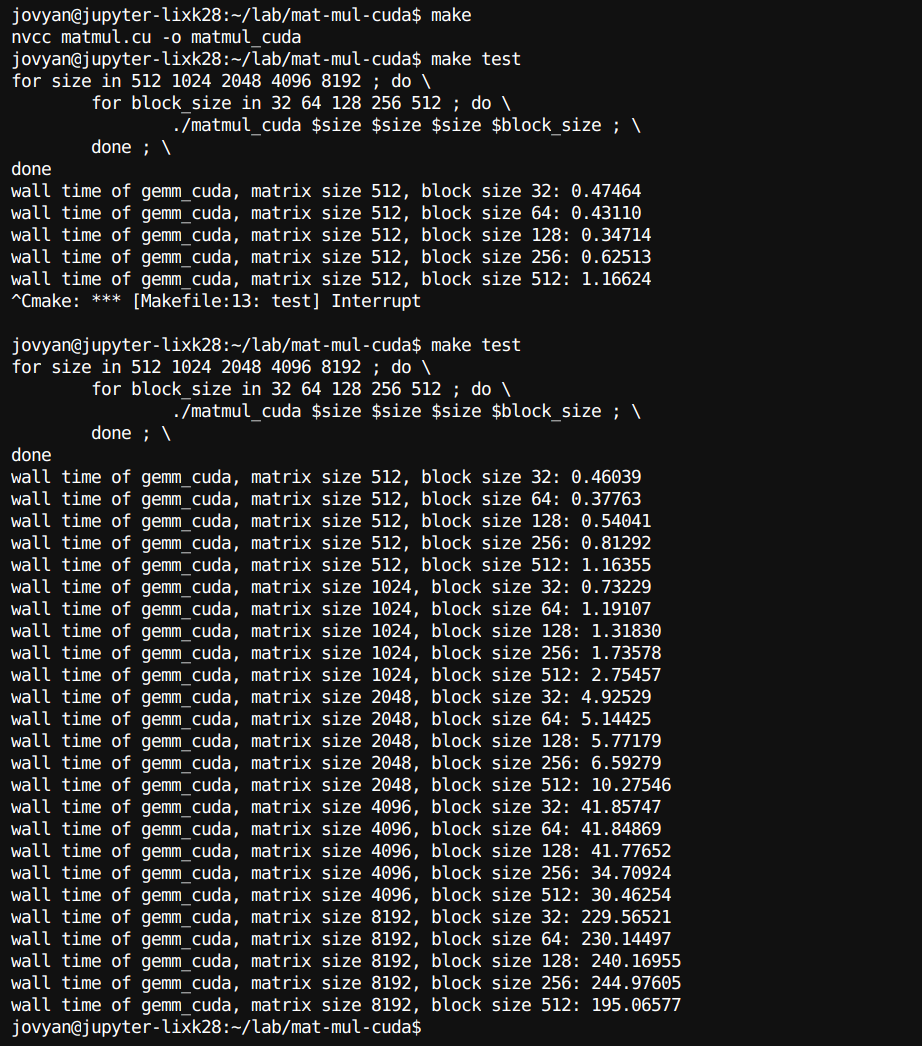 jovyan@jupyter-lixk28:~/lab/mat-mul-cuda$ make
nvcc matmul.cu -o matmul_cuda
jovyan@jupyter-lixk28:~/lab/mat-mul-cuda$ make test
for size in 512 1024 2048 4096 8192 ; do \
        for block_size in 32 64 128 256 512 ; do \
                ./matmul_cuda $size $size $size $block_size ; \
        done ; \
done
wall time of gemm_cuda, matrix size 512, block size 32: 0.47464
wall time of gemm_cuda, matrix size 512, block size 64: 0.43110
wall time of gemm_cuda, matrix size 512, block size 128: 0.34714
wall time of gemm_cuda, matrix size 512, block size 256: 0.62513
wall time of gemm_cuda, matrix size 512, block size 512: 1.16624
^Cmake: *** [Makefile:13: test] Interrupt

jovyan@jupyter-lixk28:~/lab/mat-mul-cuda$ make test
for size in 512 1024 2048 4096 8192 ; do \
        for block_size in 32 64 128 256 512 ; do \
                ./matmul_cuda $size $size $size $block_size ; \
        done ; \
done
wall time of gemm_cuda, matrix size 512, block size 32: 0.46039
wall time of gemm_cuda, matrix size 512, block size 64: 0.37763
wall time of gemm_cuda, matrix size 512, block size 128: 0.54041
wall time of gemm_cuda, matrix size 512, block size 256: 0.81292
wall time of gemm_cuda, matrix size 512, block size 512: 1.16355
wall time of gemm_cuda, matrix size 1024, block size 32: 0.73229
wall time of gemm_cuda, matrix size 1024, block size 64: 1.19107
wall time of gemm_cuda, matrix size 1024, block size 128: 1.31830
wall time of gemm_cuda, matrix size 1024, block size 256: 1.73578
wall time of gemm_cuda, matrix size 1024, block size 512: 2.75457
wall time of gemm_cuda, matrix size 2048, block size 32: 4.92529
wall time of gemm_cuda, matrix size 2048, block size 64: 5.14425
wall time of gemm_cuda, matrix size 2048, block size 128: 5.77179
wall time of gemm_cuda, matrix size 2048, block size 256: 6.59279
wall time of gemm_cuda, matrix size 2048, block size 512: 10.27546
wall time of gemm_cuda, matrix size 4096, block size 32: 41.85747
wall time of gemm_cuda, matrix size 4096, block size 64: 41.84869
wall time of gemm_cuda, matrix size 4096, block size 128: 41.77652
wall time of gemm_cuda, matrix size 4096, block size 256: 34.70924
wall time of gemm_cuda, matrix size 4096, block size 512: 30.46254
wall time of gemm_cuda, matrix size 8192, block size 32: 229.56521
wall time of gemm_cuda, matrix size 8192, block size 64: 230.14497
wall time of gemm_cuda, matrix size 8192, block size 128: 240.16955
wall time of gemm_cuda, matrix size 8192, block size 256: 244.97605
wall time of gemm_cuda, matrix size 8192, block size 512: 195.06577
jovyan@jupyter-lixk28:~/lab/mat-mul-cuda$